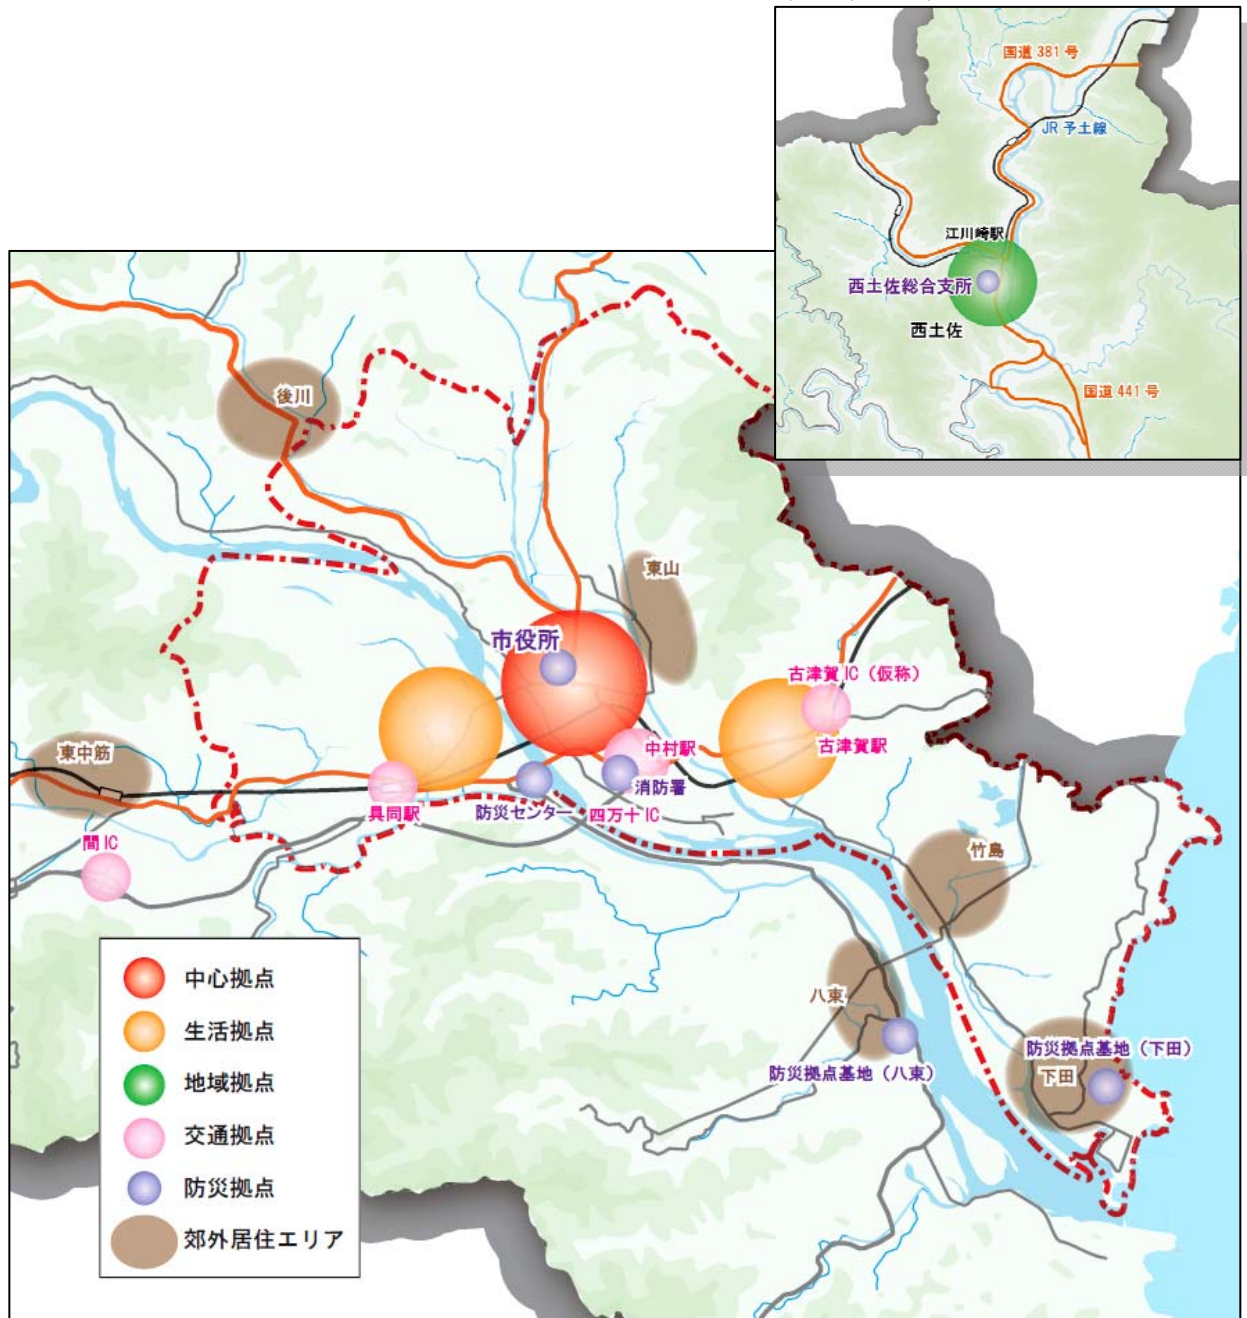 国道 381 号
JR 予土線
江川崎駅
西土佐総合支所
西土佐
国道 441 号
後川
東山
市役所
古津賀 IC（仮称）
古津賀駅
中村駅
消防署
東中筋
具同駅
防災センター
四万十 IC
間 IC
竹島
八束
防災拠点基地（八束）
防災拠点基地（下田）
下田
中心拠点
生活拠点
地域拠点
交通拠点
防災拠点
郊外居住エリア